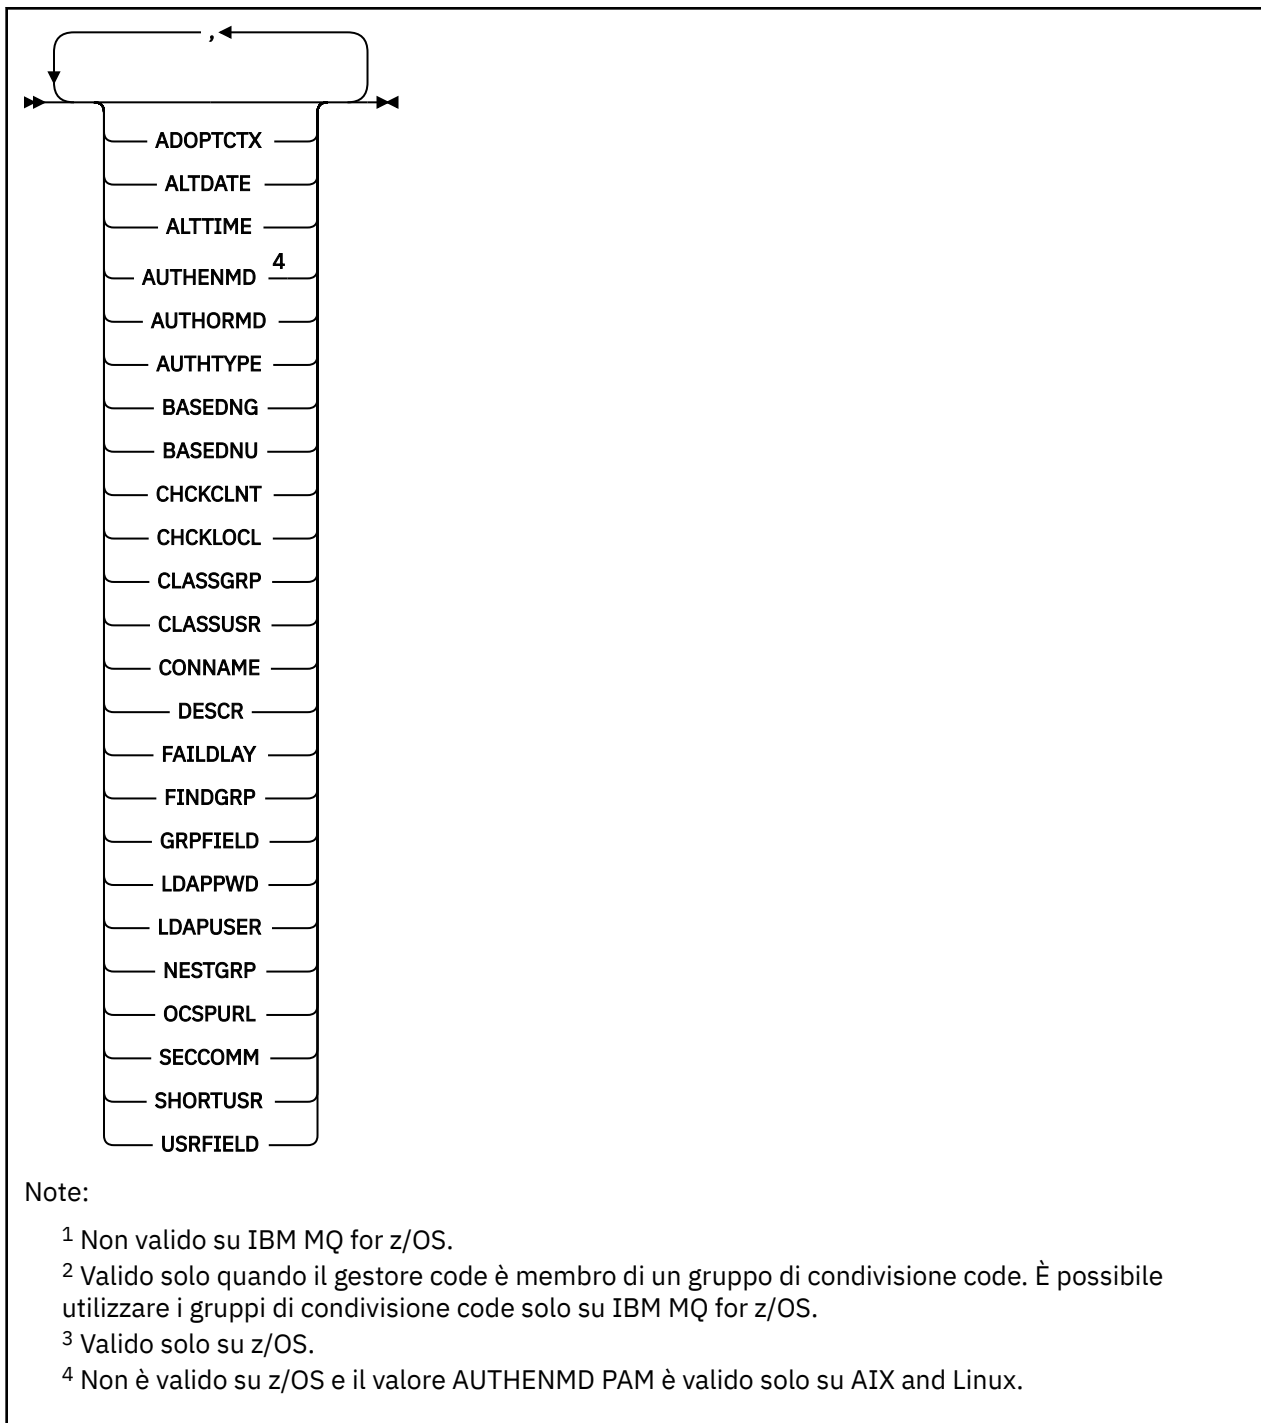 ,
ADOPTCTX
ALTDATE
ALTTIME
AUTHENMD 4
AUTHORMD
AUTHTYPE
BASEDNG
BASEDNU
CHCKCLNT
CHCKLOCL
CLASSGRP
CLASSUSR
CONNAME
DESCR
FAILDLAY
FINDGRP
GRPFIELD
LDAPPWD
LDAPUSER
NESTGRP
OCSPURL
SECCOMM
SHORTUSR
USRFIELD
Note:
1 Non valido su IBM MQ for z/OS.
2 Valido solo quando il gestore code è membro di un gruppo di condivisione code. È possibile
utilizzare i gruppi di condivisione code solo su IBM MQ for z/OS.
3 Valido solo su z/OS.
4 Non è valido su z/OS e il valore AUTHENMD PAM è valido solo su AIX and Linux.